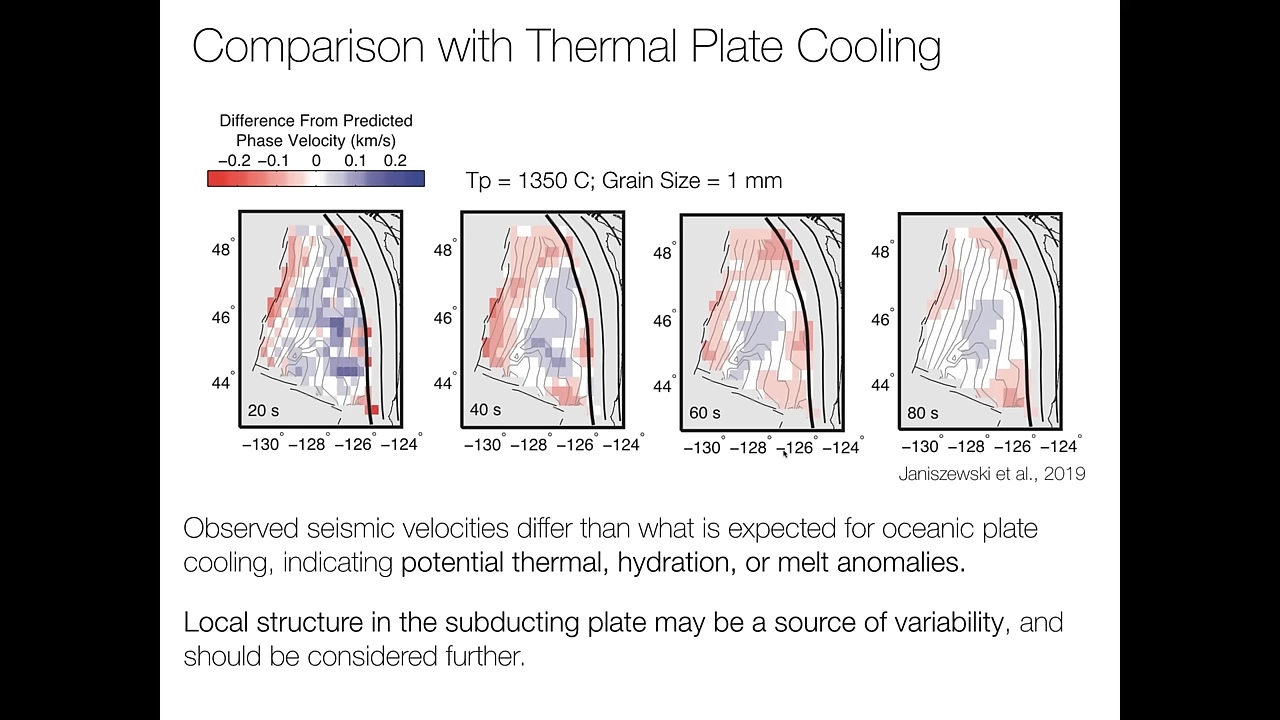 Comparison with Thermal Plate Cooling
Difference From Predicted
Phase Velocity (km/s)
−0.2 −0.1 0 0.1 0.2
Tp = 1350 C; Grain Size = 1 mm
48°
46°
44°
20 s
−130° −128° −126° −124°
48°
46°
44°
40 s
−130° −128° −126° −124°
48°
46°
44°
60 s
−130° −128° −126° −124°
48°
46°
44°
80 s
−130° −128° −126° −124°
Janiszewski et al., 2019
Observed seismic velocities differ than what is expected for oceanic plate
cooling, indicating potential thermal, hydration, or melt anomalies.
Local structure in the subducting plate may be a source of variability, and
should be considered further.